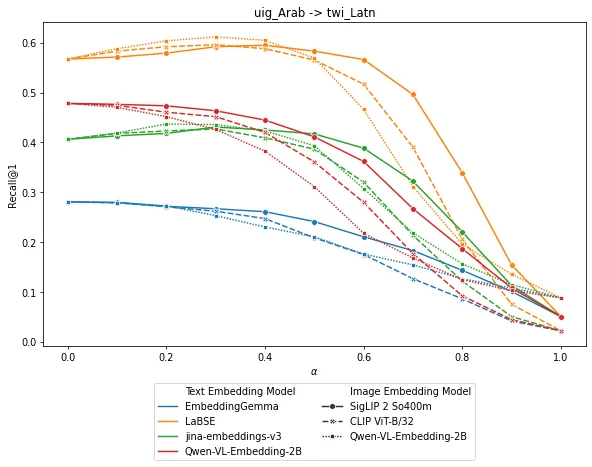 uig_Arab -> twi_Latn
Recall@1
0.6
0.5
0.4
0.3
0.2
0.1
0.0
0.0 0.2 0.4 0.6 0.8 1.0
α
Text Embedding Model Image Embedding Model
EmbeddingGemma SigLIP 2 So400m
LaBSE CLIP ViT-B/32
jina-embeddings-v3 Qwen-VL-Embedding-2B
Qwen-VL-Embedding-2B